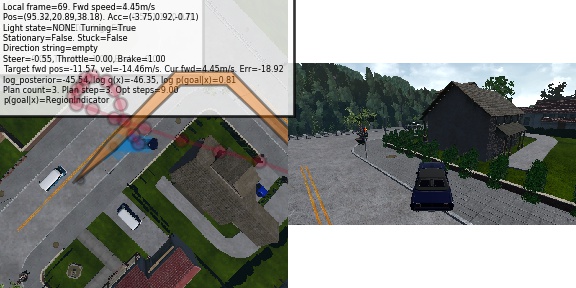 Local frame=69. Fwd speed=4.45m/s
Pos=(95.32,20.89,38.18). Acc=(-3.75,0.92,-0.71)
Light state=NONE. Turning=True
Stationary=False. Stuck=False
Direction string=empty
Steer=-0.55, Throttle=0.00, Brake=1.00
Target fwd pos=-11.57, vel=-14.46m/s. Cur fwd=4.45m/s. Err=-18.92
log_posterior=-45.54, log q(x)=-46.35, log p(goal|x)=0.81
Plan count=3. Plan step=3. Opt steps=9.00
p(goal|x)=RegionIndicator